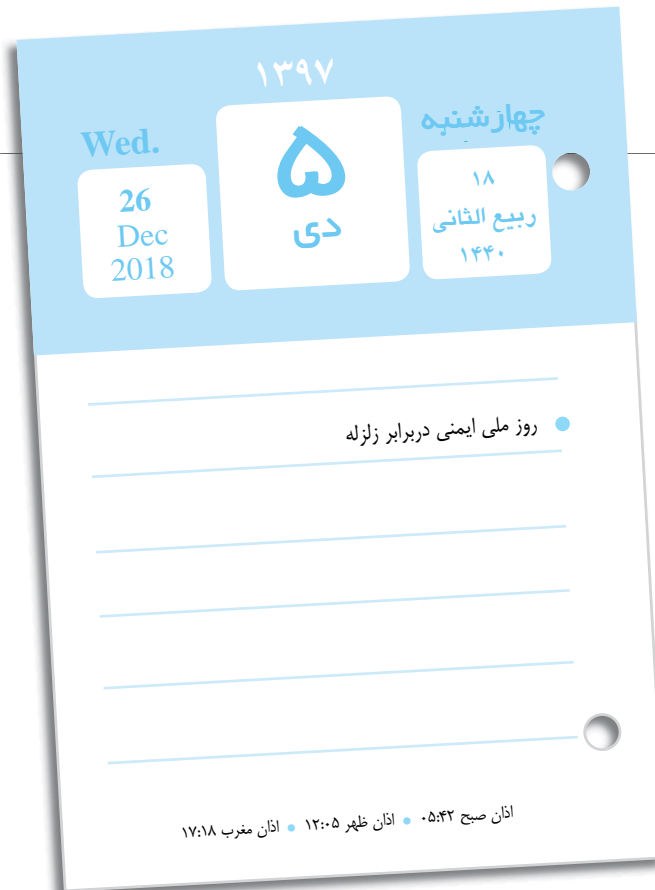 ۱۳۹۷
چهارشنبه
۱۸
ربیع الثانی
۱۴۴۰
۵
دی
Wed.
26
Dec
2018
روز ملی ایمنی دربرابر زلزله
اذان صبح ۰۵:۴۲ • اذان ظهر ۱۲:۰۵ • اذان مغرب ۱۷:۱۸